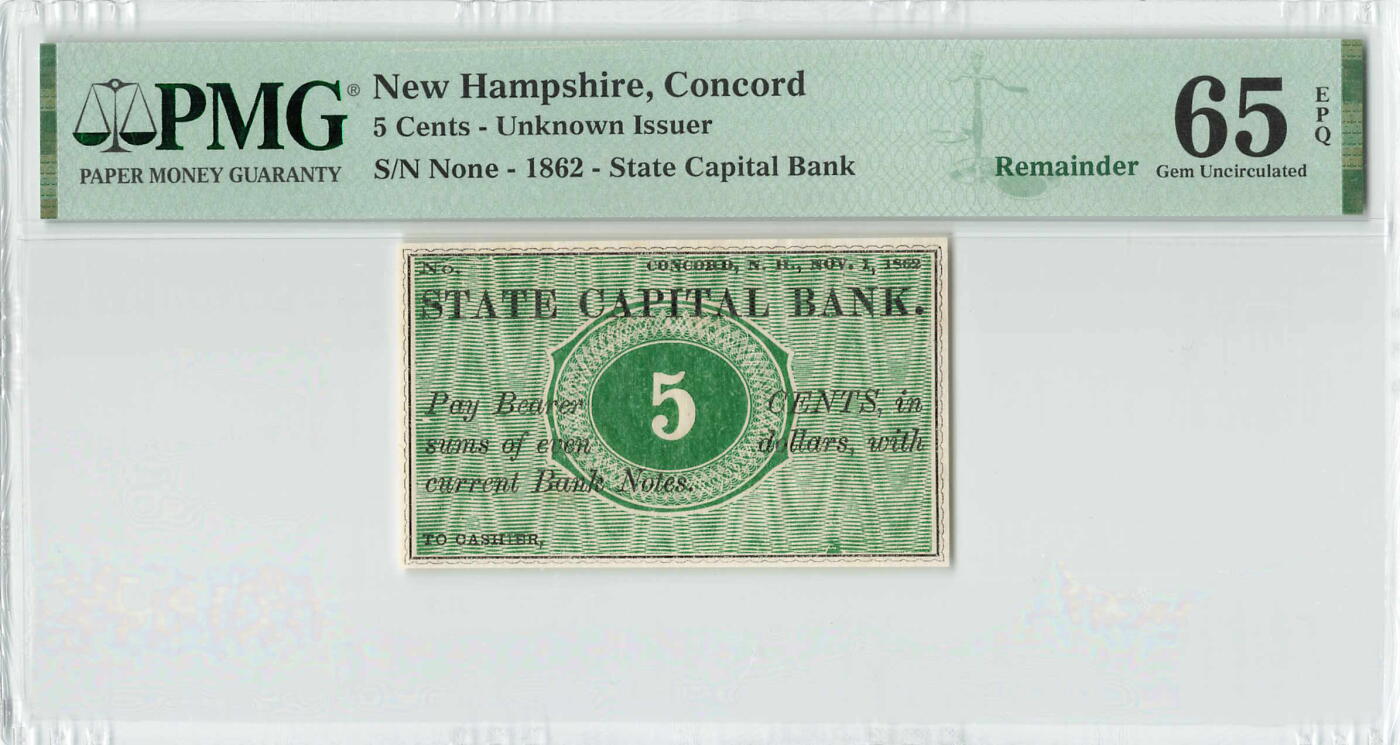 PMG®
PAPER MONEY GUARANTY
New Hampshire, Concord
5 Cents - Unknown Issuer
S/N None - 1862 - State Capital Bank
Remainder
65
EPQ
Gem Uncirculated
No. CONCORD, N. H., NOV. 1, 1862
STATE CAPITAL BANK.
5
Pay Bearer CENTS, in
sums of even dollars, with
current Bank Notes.
TO CASHIER,